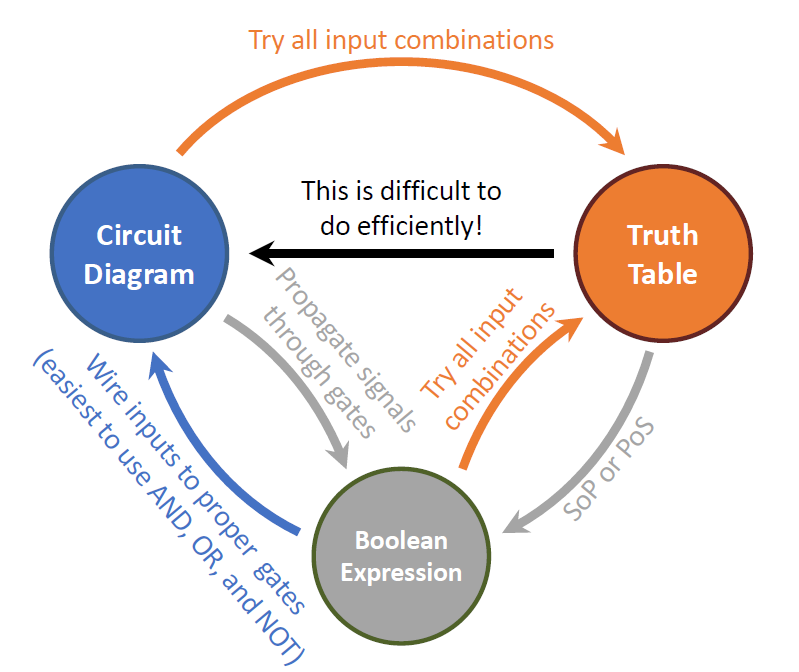 Try all input combinations
This is difficult to
do efficiently!
Circuit
Diagram
Truth
Table
Propagate signals
through gates
Try all input
combinations
Wire inputs to proper gates
(easiest to use AND, OR, and NOT)
SoP or PoS
Boolean
Expression